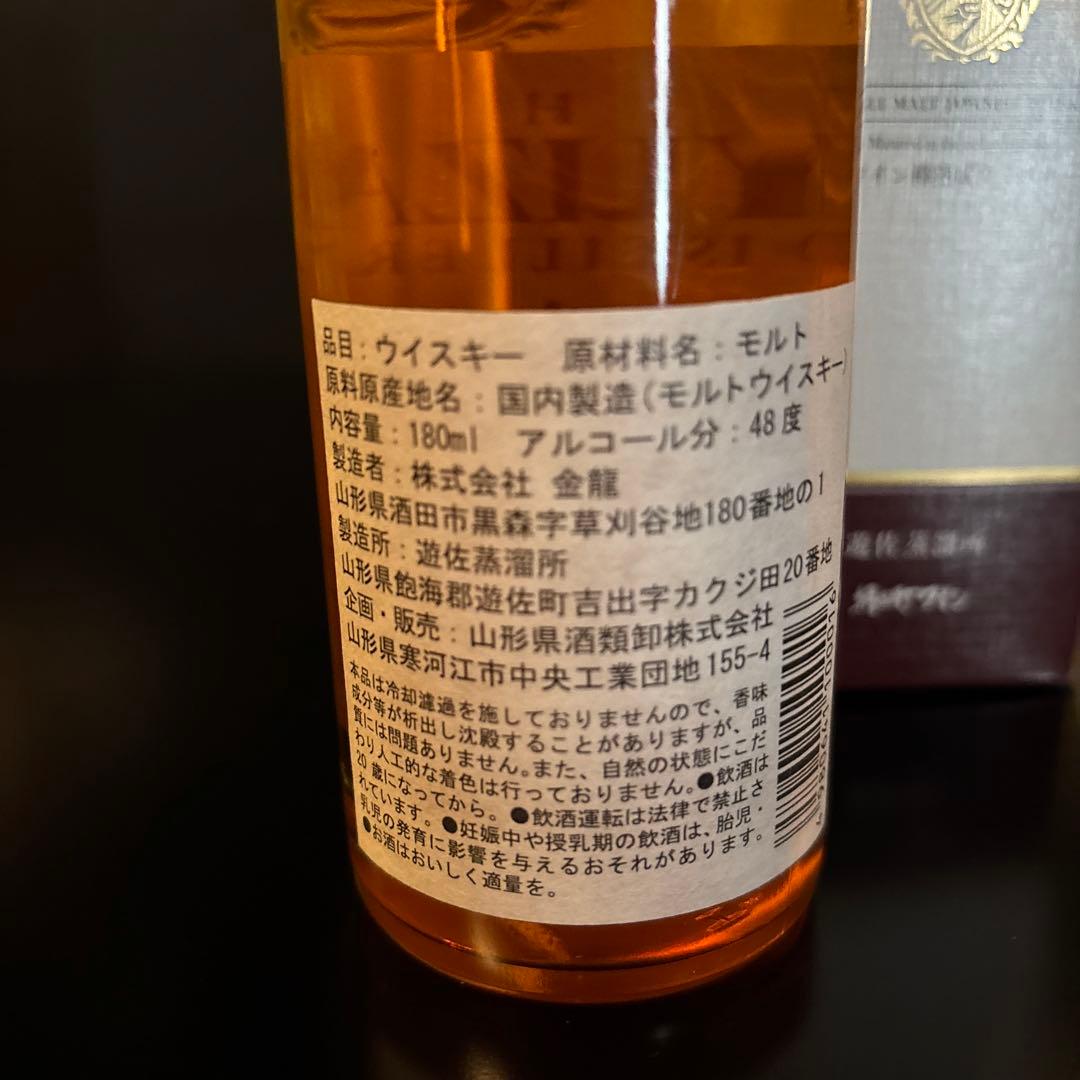 品目：ウイスキー　原材料名：モルト
原料原産地名：国内製造（モルトウイスキー）
内容量：180ml　アルコール分：48度
製造者：株式会社 金龍
山形県酒田市黒森字草刈谷地180番地の1
製造所：遊佐蒸溜所
山形県飽海郡遊佐町吉出字カクジ田20番地
企画・販売：山形県酒類卸株式会社
山形県寒河江市中央工業団地155-4
本品は冷却濾過を施しておりませんので、香味
成分等が析出し沈殿することがありますが、品
質には問題ありません。また、自然の状態にこだ
わり人工的な着色は行っておりません。●飲酒は
20歳になってから。●飲酒運転は法律で禁止さ
れています。●妊娠中や授乳期の飲酒は、胎児・
乳児の発育に影響を与えるおそれがあります。
●お酒はおいしく適量を。
遊佐蒸溜所